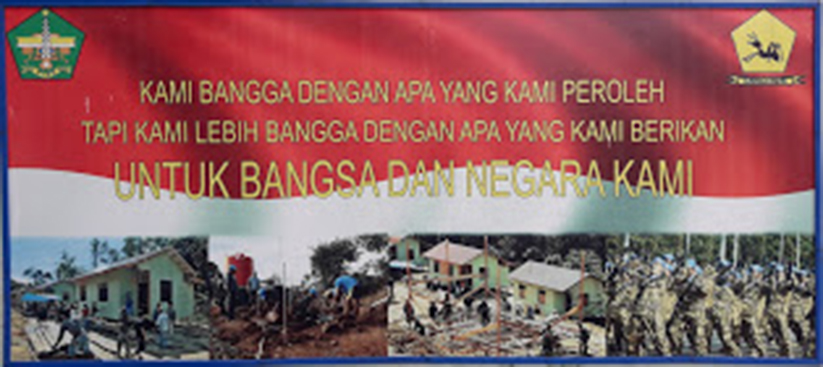 KAMI BANGGA DENGAN APA YANG KAMI PEROLEH
TAPI KAMI LEBIH BANGGA DENGAN APA YANG KAMI BERIKAN
UNTUK BANGSA DAN NEGARA KAMI